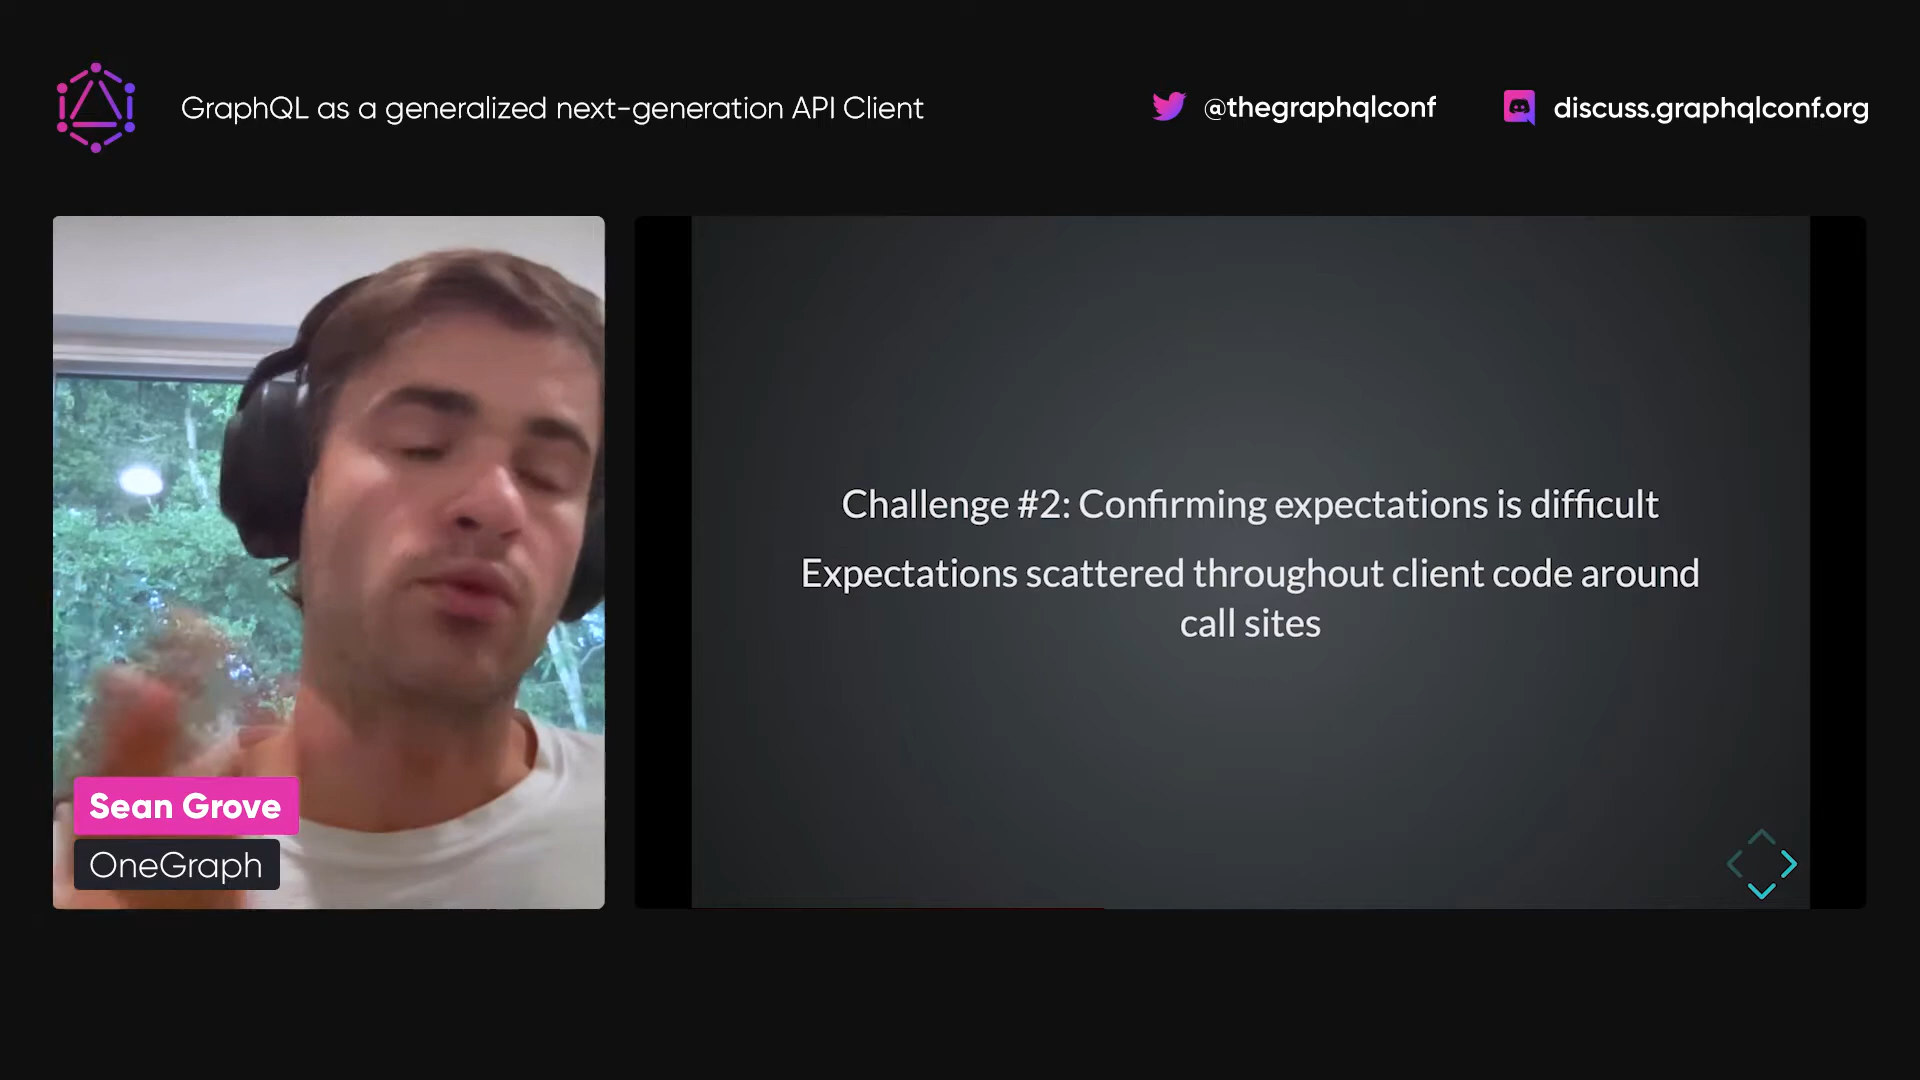 GraphQL as a generalized next-generation API Client
@thegraphqlconf
discuss.graphqlconf.org
Sean Grove
OneGraph
Challenge #2: Confirming expectations is difficult
Expectations scattered throughout client code around
call sites